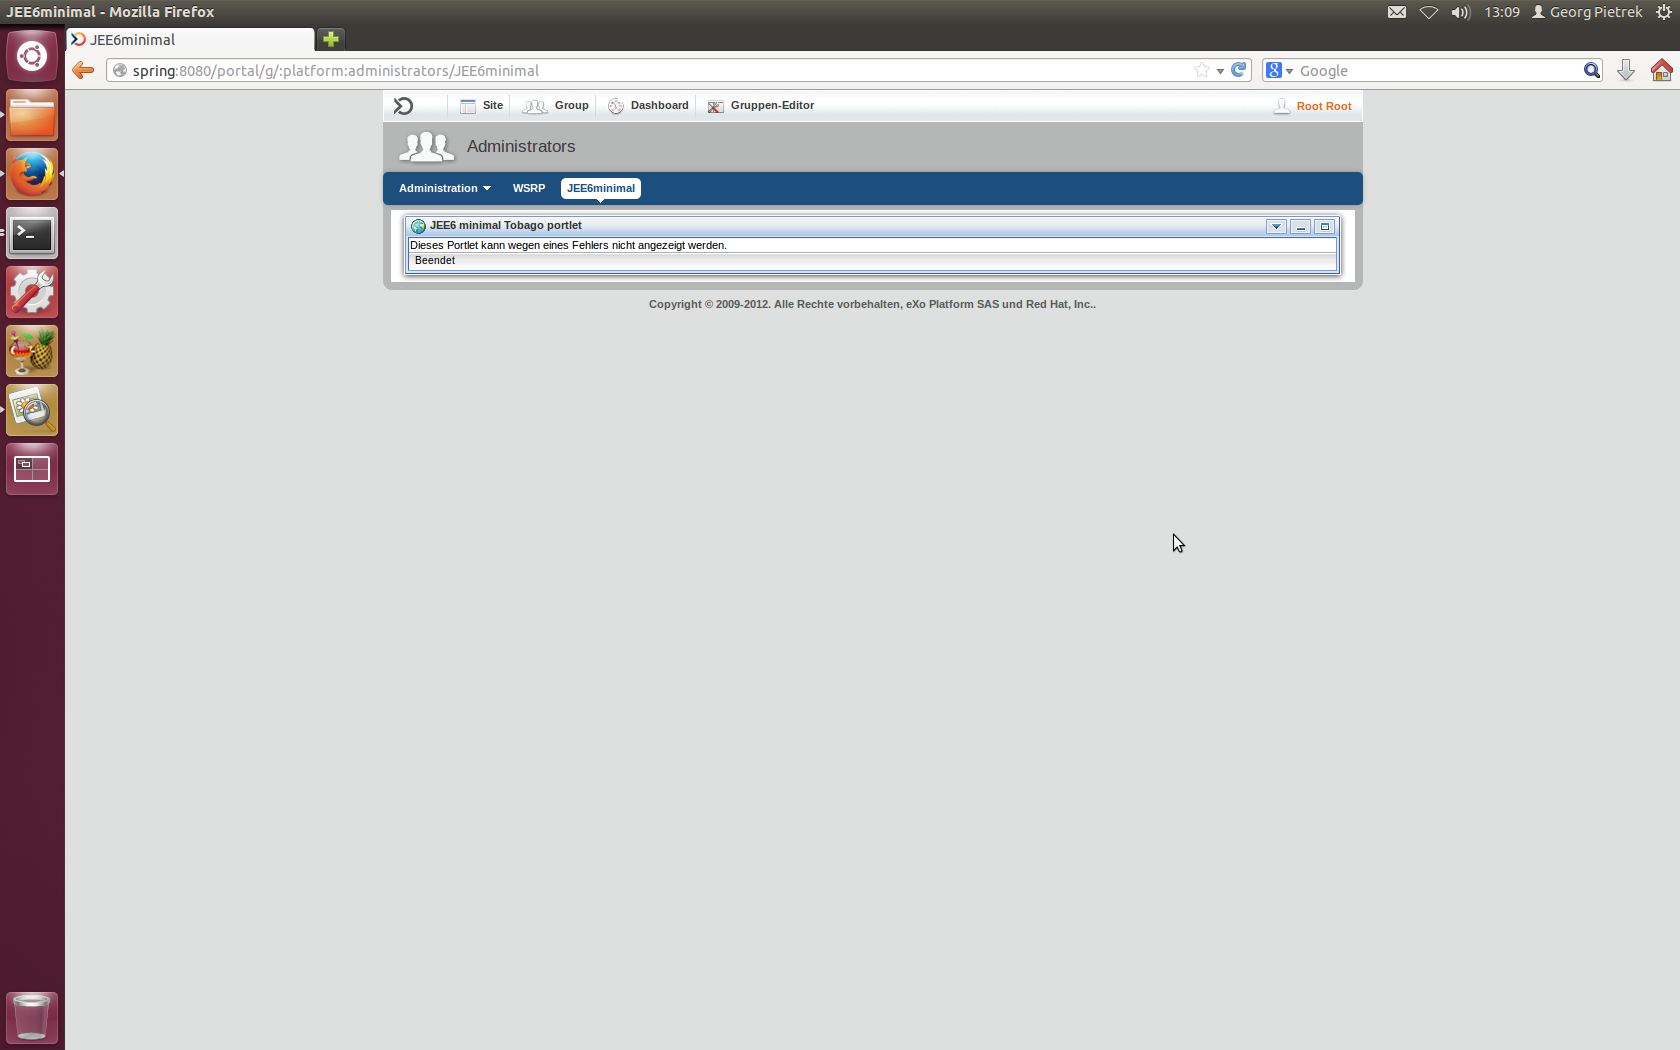 JEE6minimal - Mozilla Firefox
13:09 Georg Pietrek
JEE6minimal
spring:8080/portal/g/:platform:administrators/JEE6minimal
Google
Site Group Dashboard Gruppen-Editor Root Root
Administrators
Administration WSRP JEE6minimal
JEE6 minimal Tobago portlet
Dieses Portlet kann wegen eines Fehlers nicht angezeigt werden.
Beendet
Copyright © 2009-2012. Alle Rechte vorbehalten, eXo Platform SAS und Red Hat, Inc..